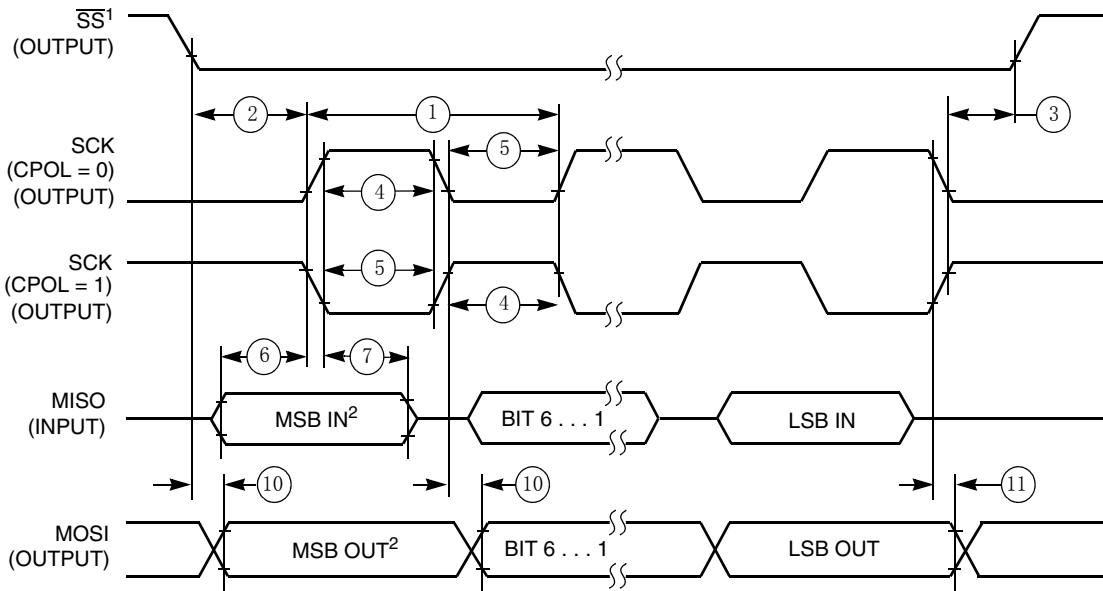 SS¹
(OUTPUT)
2
1
3
SCK
(CPOL = 0)
(OUTPUT)
5
4
SCK
(CPOL = 1)
(OUTPUT)
5
4
6
7
MISO
(INPUT)
MSB IN²
BIT 6 . . . 1
LSB IN
10
10
11
MOSI
(OUTPUT)
MSB OUT²
BIT 6 . . . 1
LSB OUT